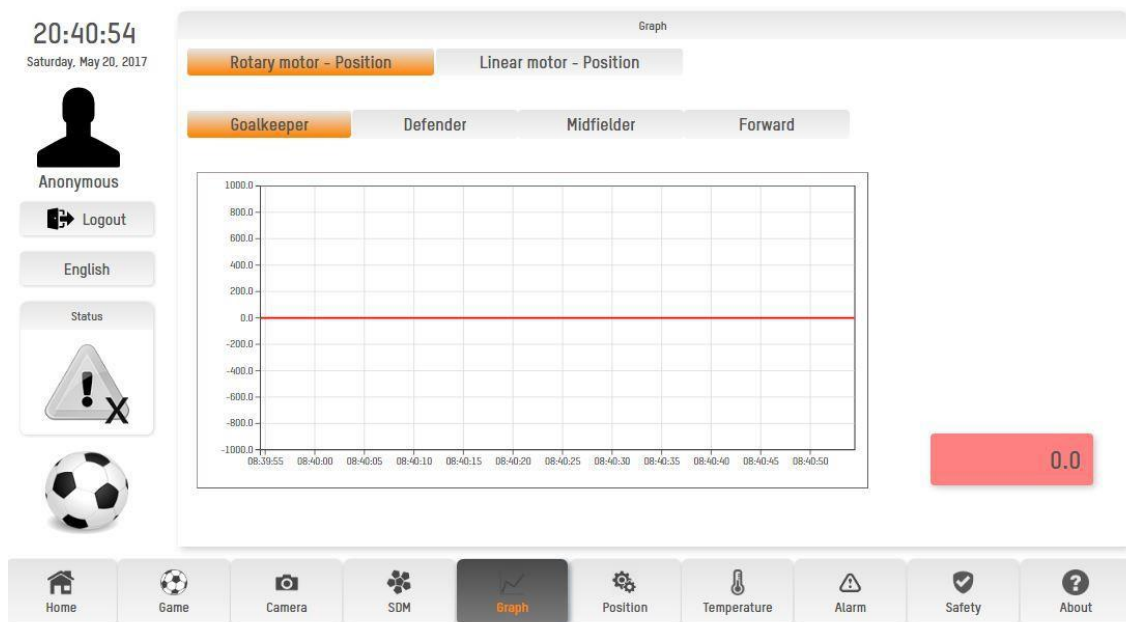 20:40:54
Saturday, May 20, 2017
Anonymous
Logout
English
Status
X
Graph
Rotary motor - Position
Linear motor - Position
Goalkeeper
Defender
Midfielder
Forward
1000.0
800.0
600.0
400.0
200.0
0.0
-200.0
-400.0
-600.0
-800.0
-1000.0
08:39:55 08:40:00 08:40:05 08:40:10 08:40:15 08:40:20 08:40:25 08:40:30 08:40:35 08:40:40 08:40:45 08:40:50
0.0
Home
Game
Camera
SDM
Graph
Position
Temperature
Alarm
Safety
About